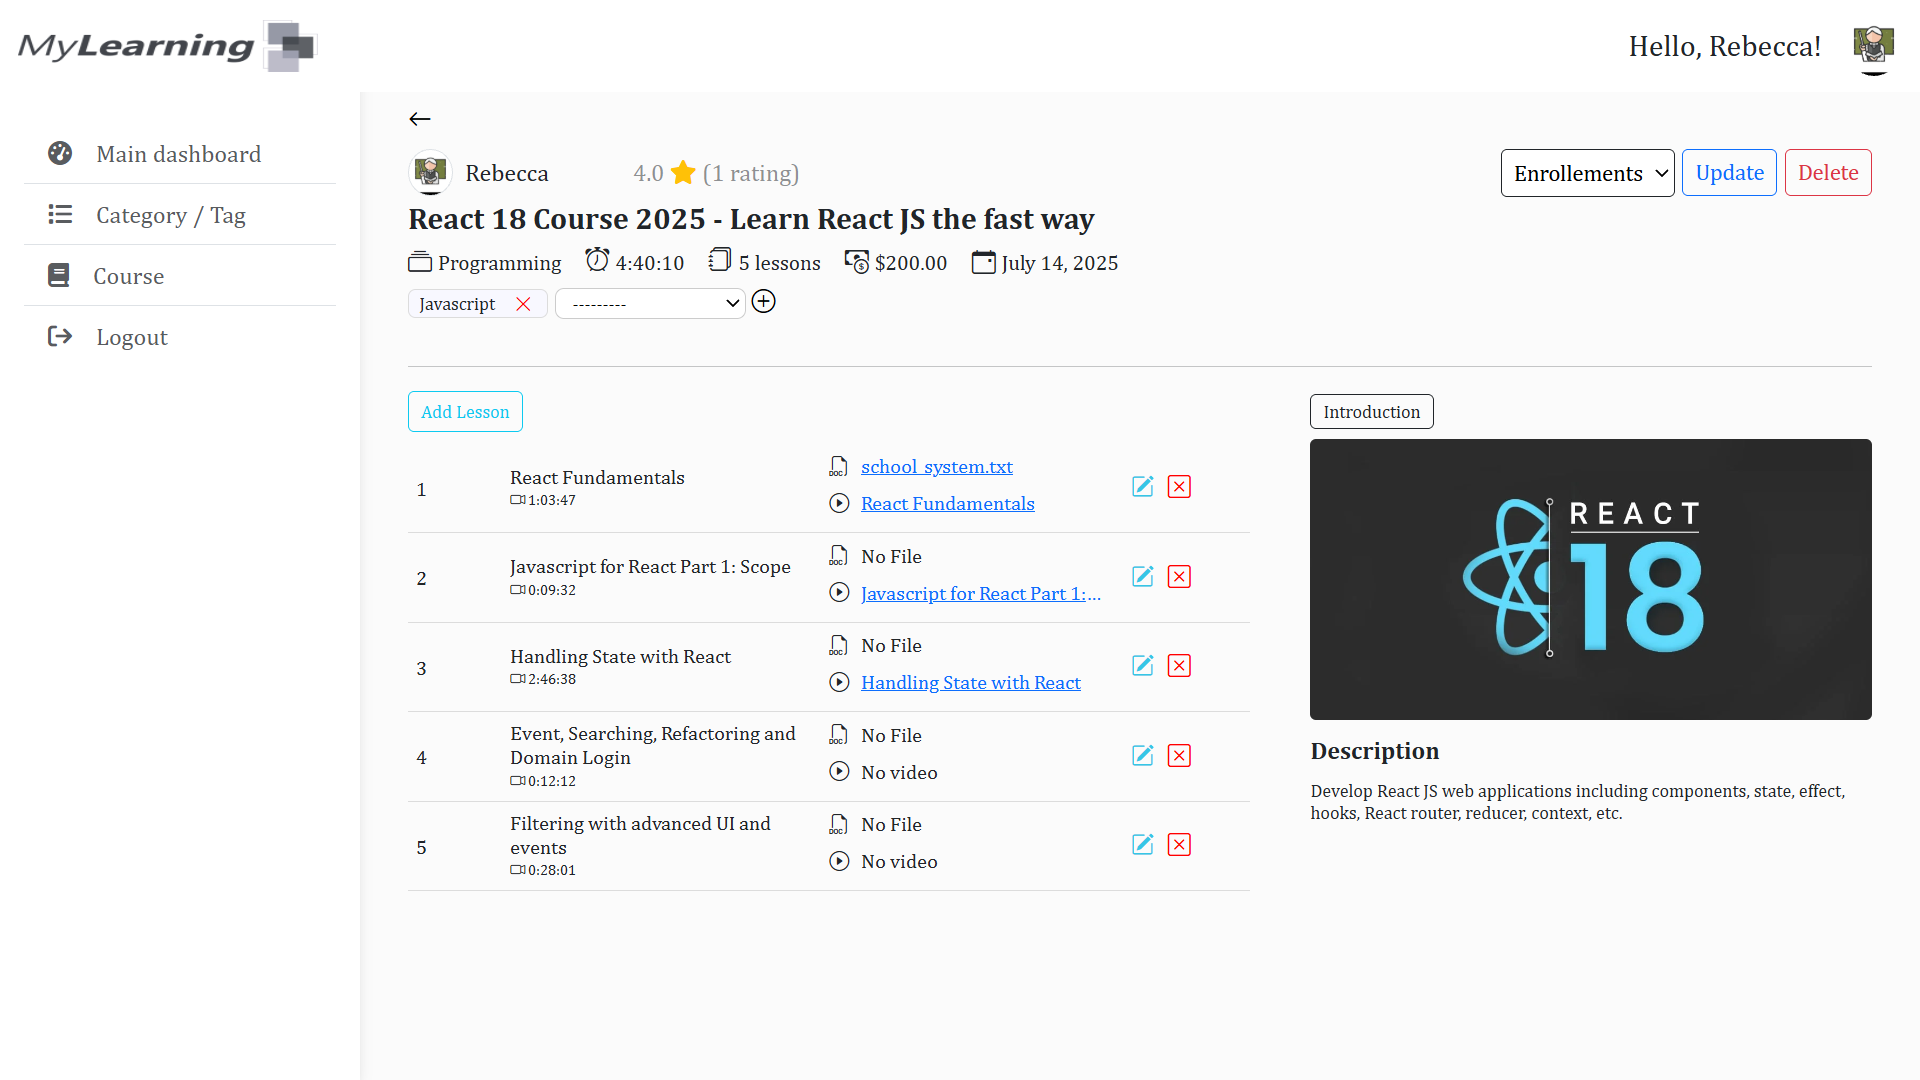 MyLearning
Hello, Rebecca!
Main dashboard
Category / Tag
Course
Logout
Rebecca
4.0 (1 rating)
Enrollements
Update
Delete
React 18 Course 2025 - Learn React JS the fast way
Programming
4:40:10
5 lessons
$200.00
July 14, 2025
Javascript
---------
Add Lesson
1
React Fundamentals
1:03:47
DOC school_system.txt
React Fundamentals
2
Javascript for React Part 1: Scope
0:09:32
DOC No File
Javascript for React Part 1:...
3
Handling State with React
2:46:38
DOC No File
Handling State with React
4
Event, Searching, Refactoring and
Domain Login
0:12:12
DOC No File
No video
5
Filtering with advanced UI and
events
0:28:01
DOC No File
No video
Introduction
REACT
18
Description
Develop React JS web applications including components, state, effect,
hooks, React router, reducer, context, etc.